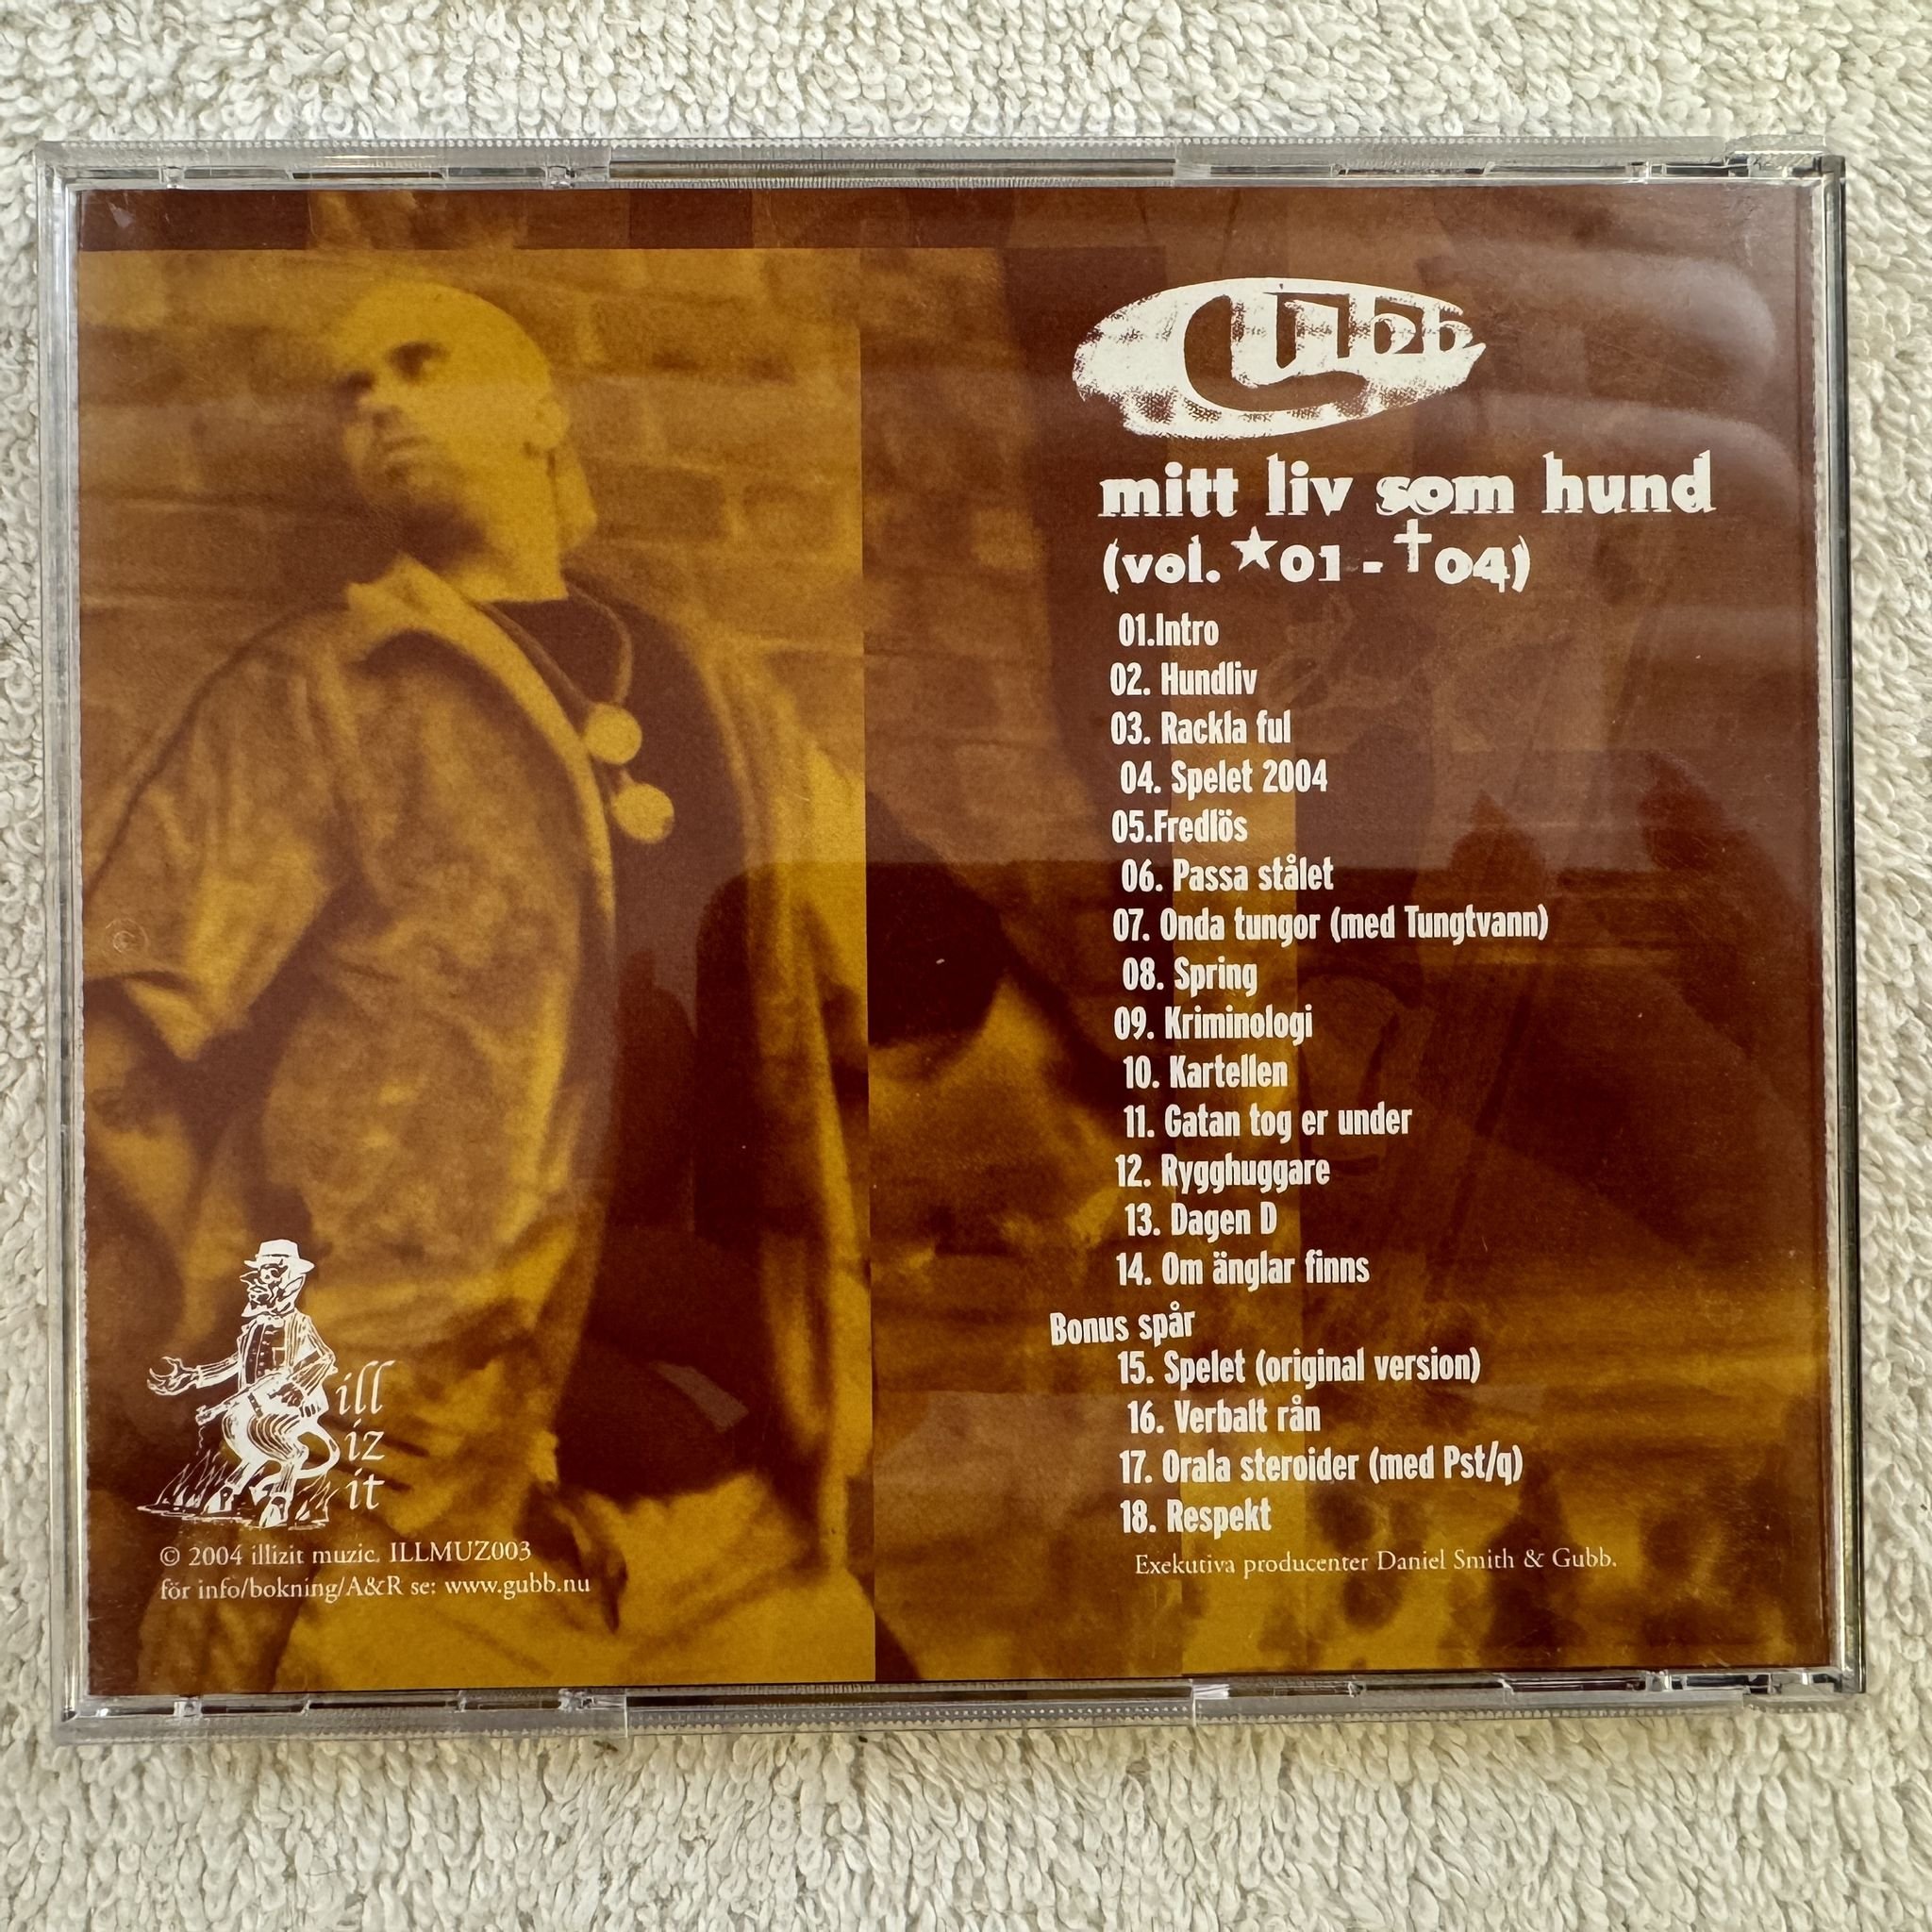 Gubb
mitt liv som hund
(vol. ★01 - †04)
01.Intro
02. Hundliv
03. Rackla ful
04. Spelet 2004
05.Fredlös
06. Passa stålet
07. Onda tungor (med Tungtvann)
08. Spring
09. Kriminologi
10. Kartellen
11. Gatan tog er under
12. Rygghuggare
13. Dagen D
14. Om änglar finns
Bonus spår
15. Spelet (original version)
16. Verbalt rån
17. Orala steroider (med Pst/q)
18. Respekt
Exekutiva producenter Daniel Smith & Gubb.
ill
iz
it
© 2004 illizit muzic. ILLMUZ003
för info/bokning/A&R se: www.gubb.nu